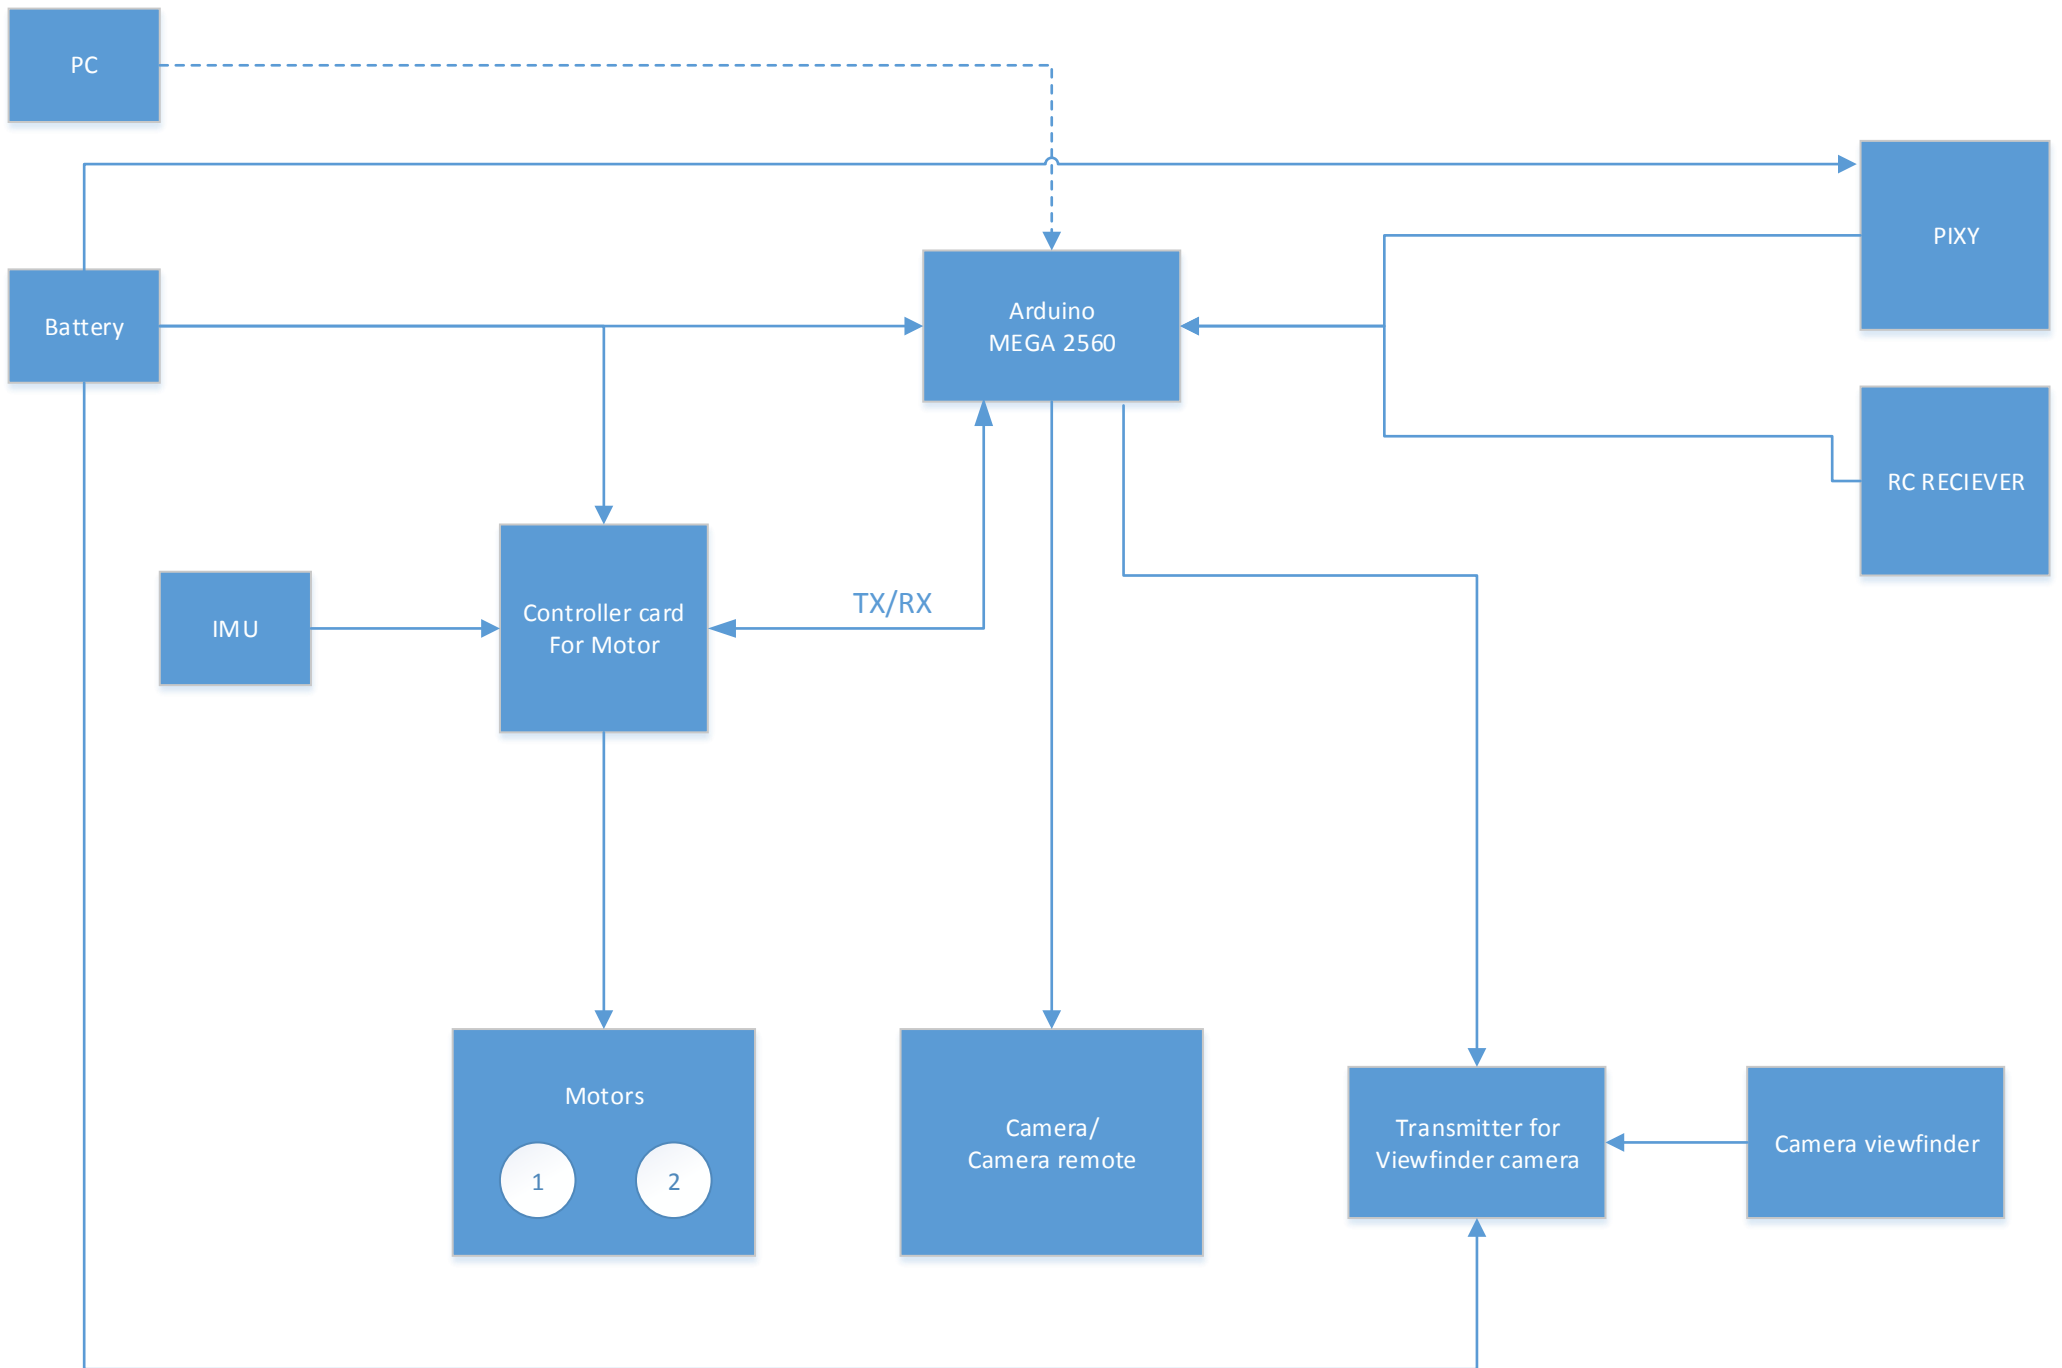 PC
PIXY
Battery
Arduino
MEGA 2560
RC RECIEVER
TX/RX
IMU
Controller card
For Motor
Motors
1
2
Camera/
Camera remote
Transmitter for
Viewfinder camera
Camera viewfinder